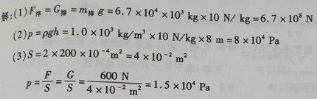 解:(1)F浮=G排=m排 g=6.7×10⁴×10³ kg×10 N/kg=6.7×10⁸ N
(2)p=ρgh=1.0×10³ kg/m³×10 N/kg×8 m=8×10⁴ Pa
(3)S=2×200×10⁻⁴m²=4×10⁻² m²
p=F/S=G/S=600 N/4×10⁻² m²=1.5×10⁴ Pa